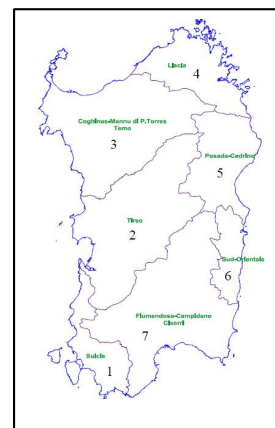 Liscia
4
Coghinas-Mannu di P.Torres
Temo
3
Posada-Cedrino
5
Tirso
2
Sud-Orientale
6
Flumendosa-Campidano
Cixerri
7
Sulcis
1